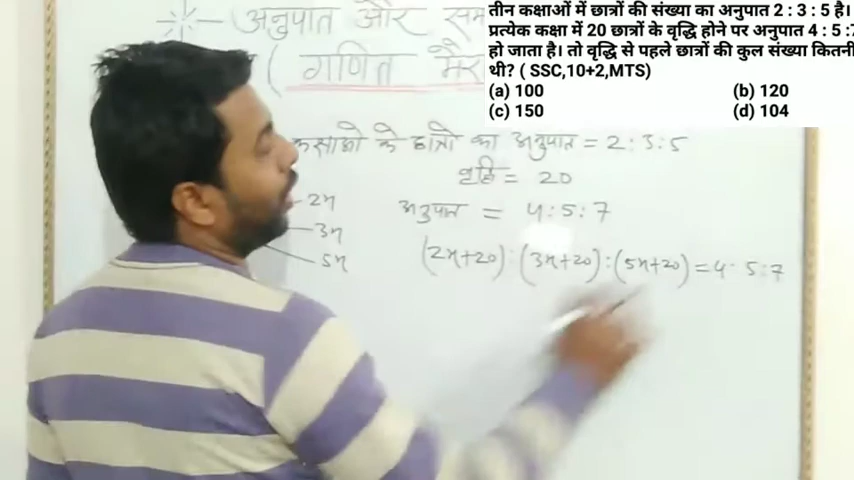 तीन कक्षाओं में छात्रों की संख्या का अनुपात 2 : 3 : 5 है।
प्रत्येक कक्षा में 20 छात्रों के वृद्धि होने पर अनुपात 4 : 5 :7
हो जाता है। तो वृद्धि से पहले छात्रों की कुल संख्या कितनी
थी? ( SSC,10+2,MTS)
(a) 100 (b) 120
(c) 150 (d) 104
अनुपात और सम
( गणित मै
के छात्रो का अनुपात = 2:3:5
वृद्धि = 20
2x
अनुपात = 4:5:7
3x
5x
(2x+20):(3x+20):(5x+20)=4:5:7